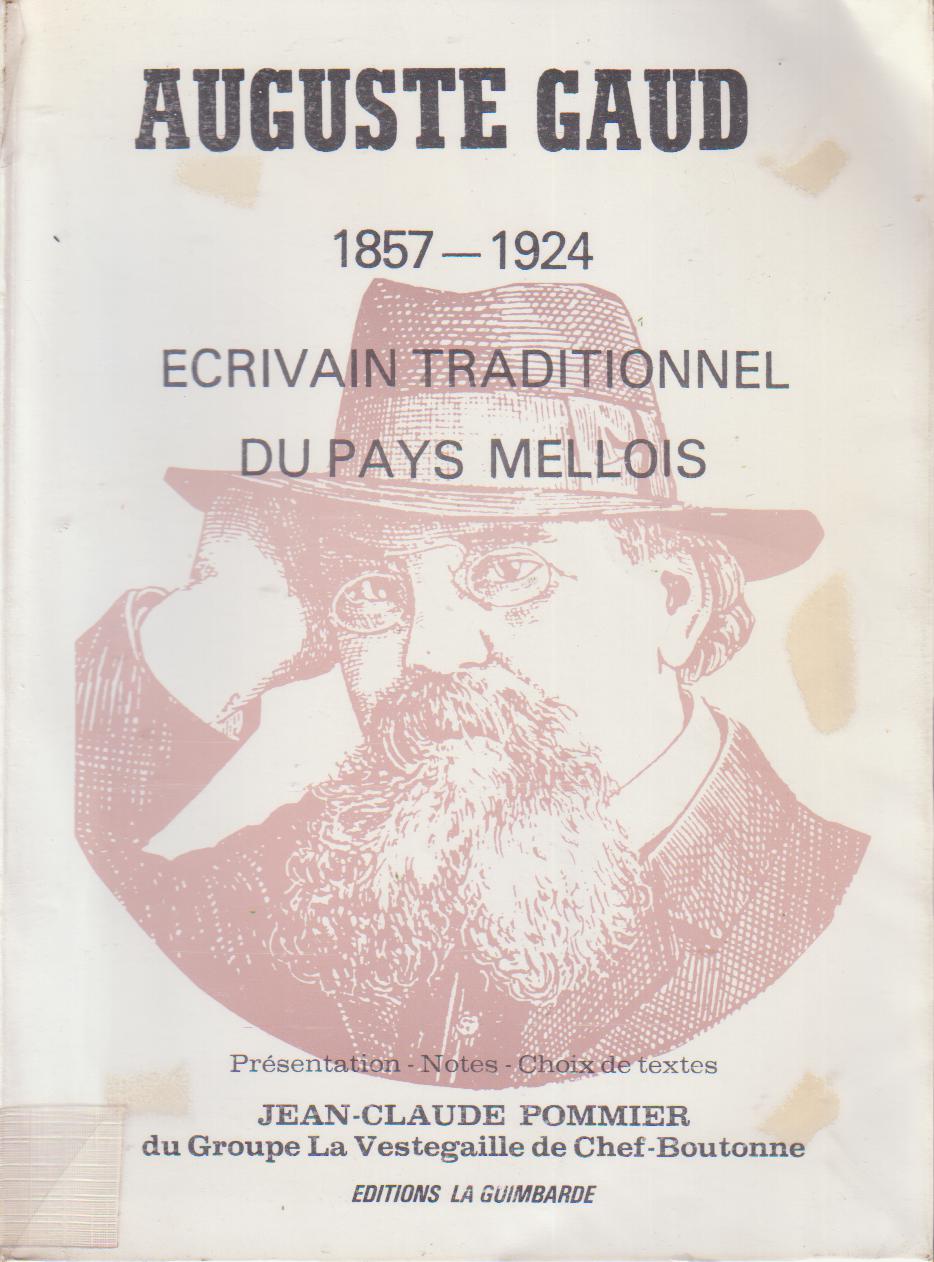 AUGUSTE GAUD
1857 — 1924
ECRIVAIN TRADITIONNEL
DU PAYS MELLOIS
Présentation - Notes - Choix de textes
JEAN-CLAUDE POMMIER
du Groupe La Vestegaille de Chef-Boutonne
EDITIONS LA GUIMBARDE